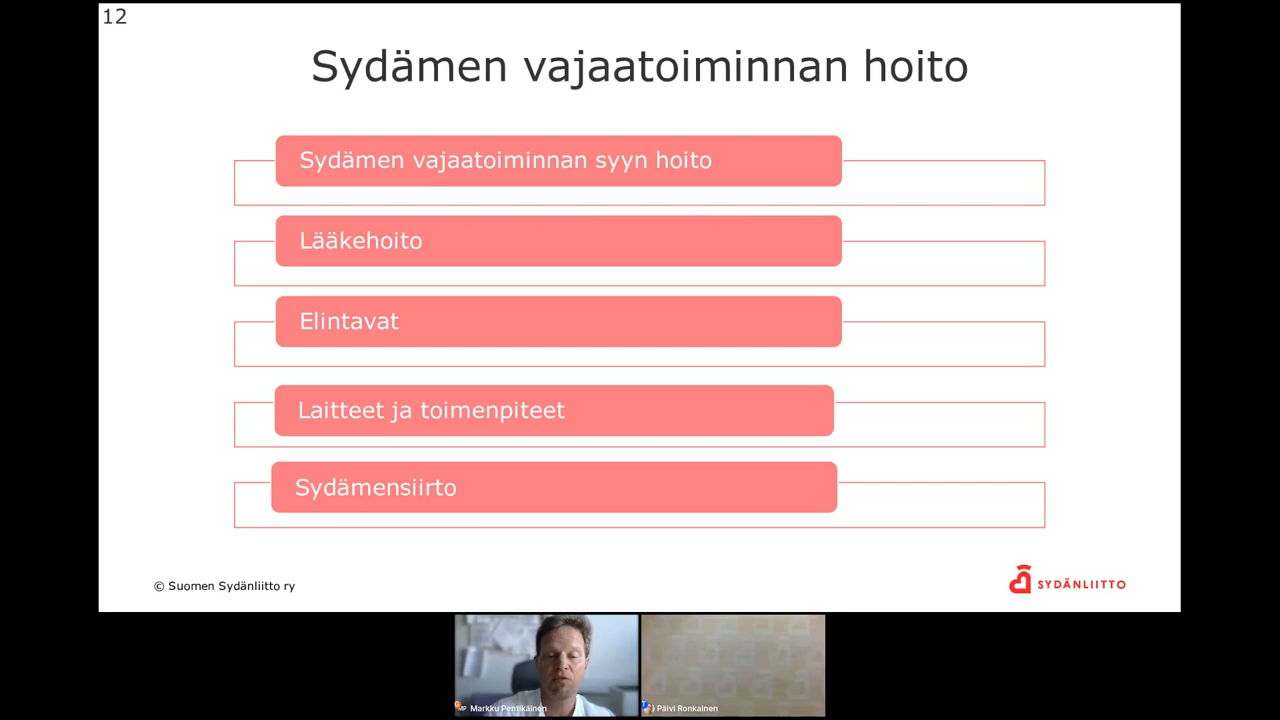 12
Sydämen vajaatoiminnan hoito
Sydämen vajaatoiminnan syyn hoito
Lääkehoito
Elintavat
Laitteet ja toimenpiteet
Sydämensiirto
© Suomen Sydänliitto ry
SYDÄNLIITTO
MP Markku Pentikäinen
Päivi Ronkainen